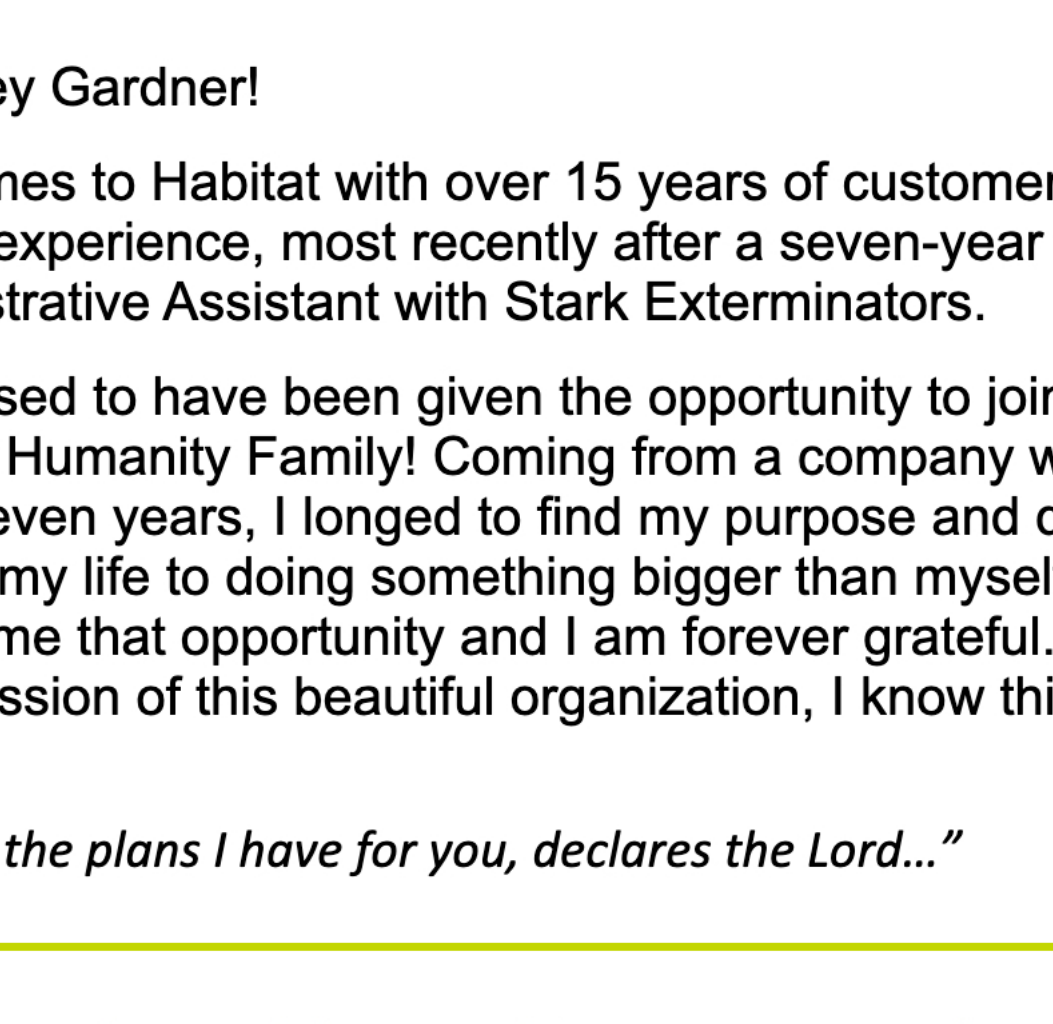 ey Gardner!
mes to Habitat with over 15 years of customer
experience, most recently after a seven-year
strative Assistant with Stark Exterminators.
sed to have been given the opportunity to join
Humanity Family! Coming from a company w
even years, I longed to find my purpose and
my life to doing something bigger than mysel
me that opportunity and I am forever grateful.
ssion of this beautiful organization, I know thi
the plans I have for you, declares the Lord...”